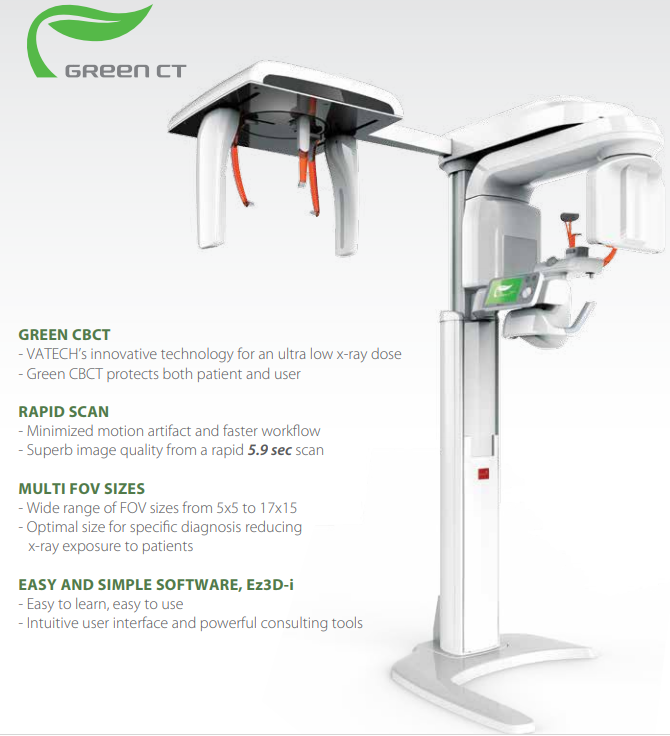 GREEN CT
GREEN CBCT
- VATECH's innovative technology for an ultra low x-ray dose
- Green CBCT protects both patient and user
RAPID SCAN
- Minimized motion artifact and faster workflow
- Superb image quality from a rapid 5.9 sec scan
MULTI FOV SIZES
- Wide range of FOV sizes from 5x5 to 17x15
- Optimal size for specific diagnosis reducing
x-ray exposure to patients
EASY AND SIMPLE SOFTWARE, Ez3D-i
- Easy to learn, easy to use
- Intuitive user interface and powerful consulting tools